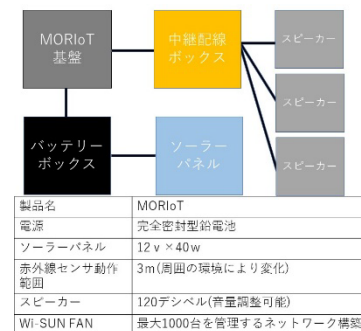 MORIoT
基盤
中継配線
ボックス
スピーカー
スピーカー
スピーカー
バッテリー
ボックス
ソーラー
パネル
製品名 MORIoT
電源 完全密封型鉛電池
ソーラーパネル 12v×40w
赤外線センサ動作
範囲 3m(周囲の環境により変化)
スピーカー 120デシベル(音量調整可能)
Wi-SUN FAN 最大1000台を管理するネットワーク構築